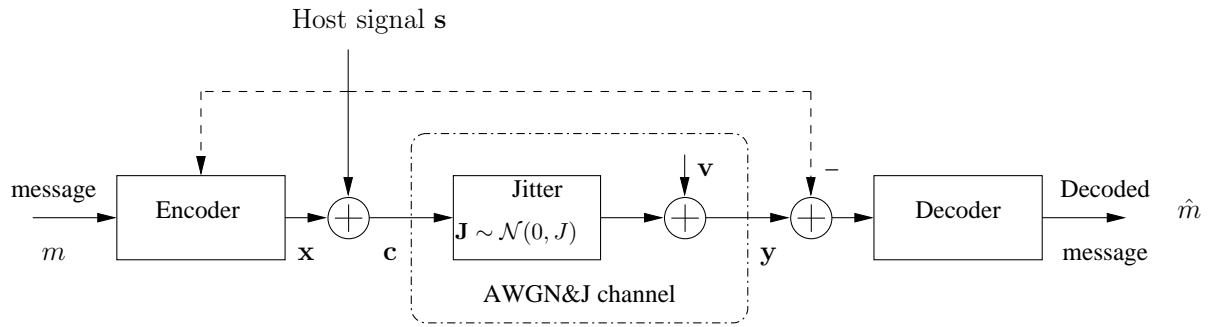 Host signal s
message
m
Encoder
x
c
Jitter
J ∼ N(0, J)
v
AWGN&J channel
y
−
Decoder
Decoded
message
m̂